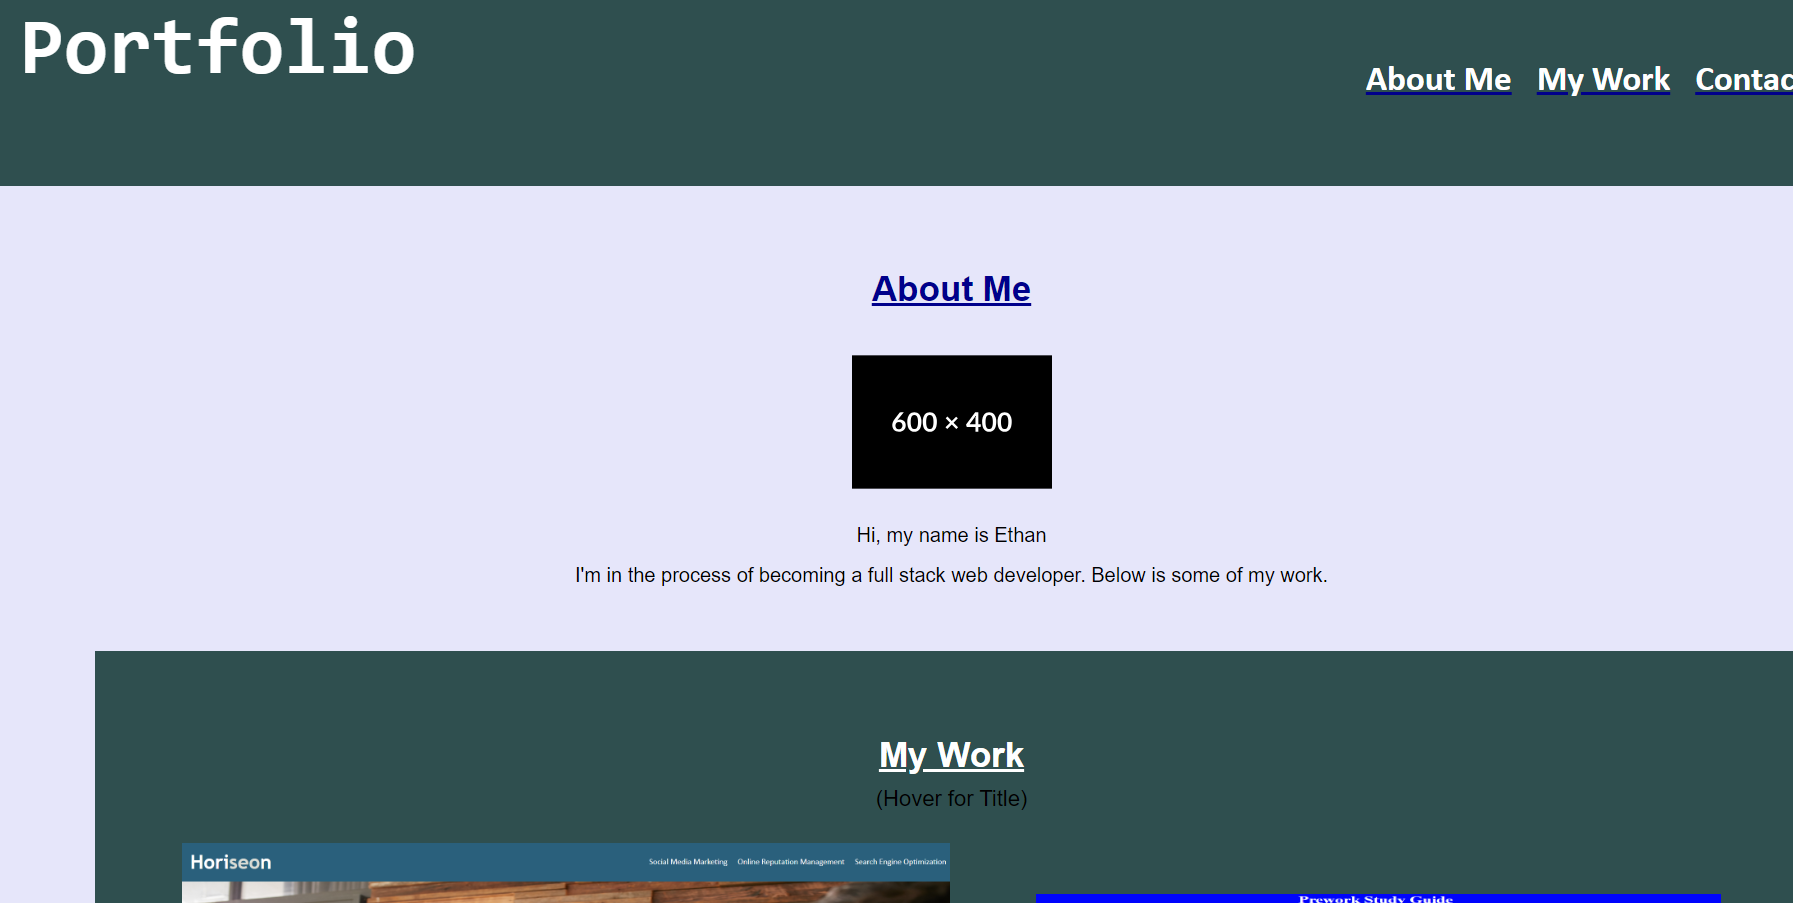 Portfolio
About Me My Work Contac
About Me
600 × 400
Hi, my name is Ethan
I'm in the process of becoming a full stack web developer. Below is some of my work.
My Work
(Hover for Title)
Horiseon Social Media Marketing Online Reputation Management Search Engine Optimization
Prework Study Guide